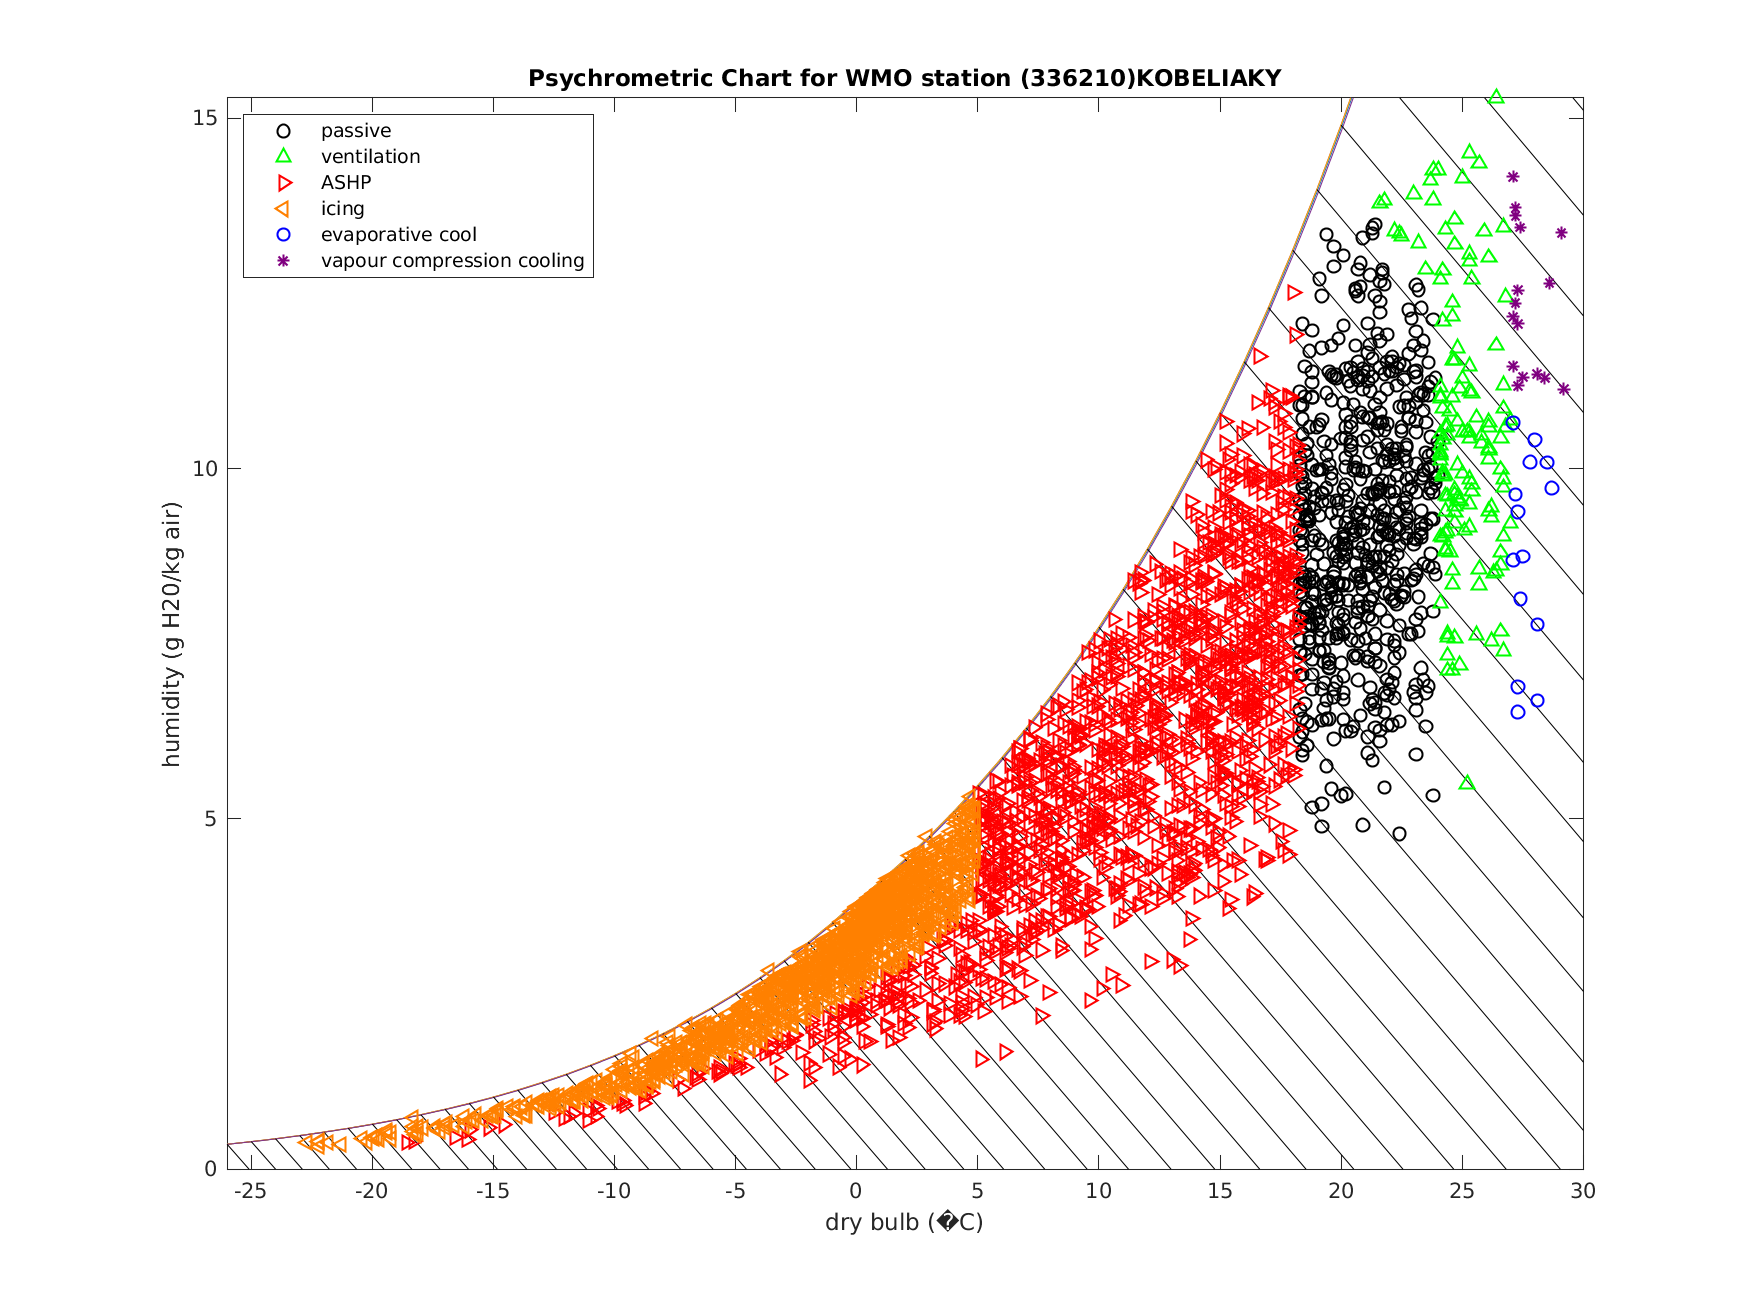 Psychrometric Chart for WMO station (336210)KOBELIAKY
passive
ventilation
ASHP
icing
evaporative cool
vapour compression cooling
15
10
5
0
humidity (g H20/kg air)
-25 -20 -15 -10 -5 0 5 10 15 20 25 30
dry bulb (�C)